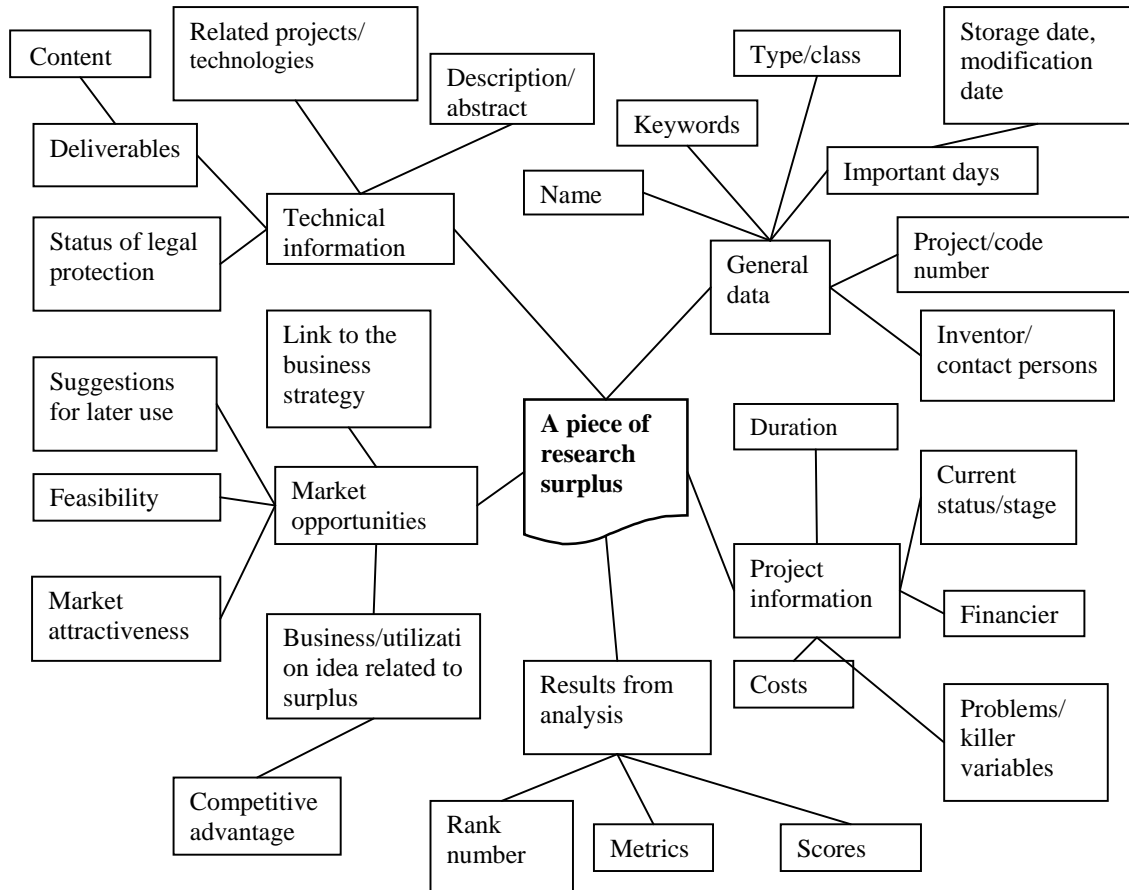 Content
Related projects/
technologies
Description/
abstract
Deliverables
Technical
information
Status of legal
protection
Type/class
Storage date,
modification
date
Keywords
Important days
Name
General
data
Project/code
number
Inventor/
contact persons
Link to the
business
strategy
Suggestions
for later use
Feasibility
Market
opportunities
Market
attractiveness
Business/utilizati
on idea related to
surplus
Competitive
advantage
A piece of
research
surplus
Duration
Current
status/stage
Project
information
Financier
Costs
Problems/
killer
variables
Results from
analysis
Rank
number
Metrics
Scores